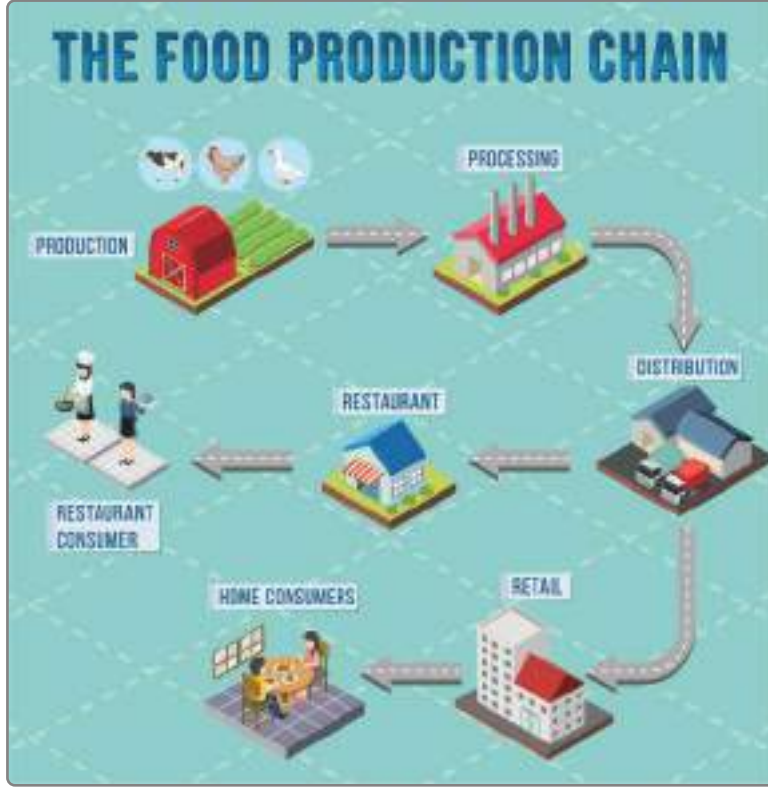 THE FOOD PRODUCTION CHAIN
PROCESSING
PRODUCTION
DISTRIBUTION
RESTAURANT
RESTAURANT
CONSUMER
RETAIL
HOME CONSUMERS